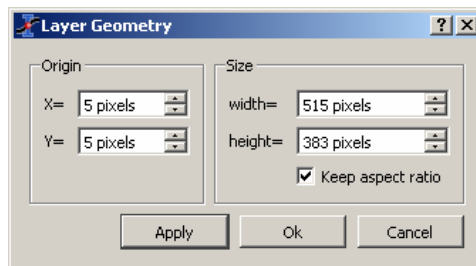 Layer Geometry
Origin
X= 5 pixels
Y= 5 pixels
Size
width= 515 pixels
height= 383 pixels
Keep aspect ratio
Apply Ok Cancel